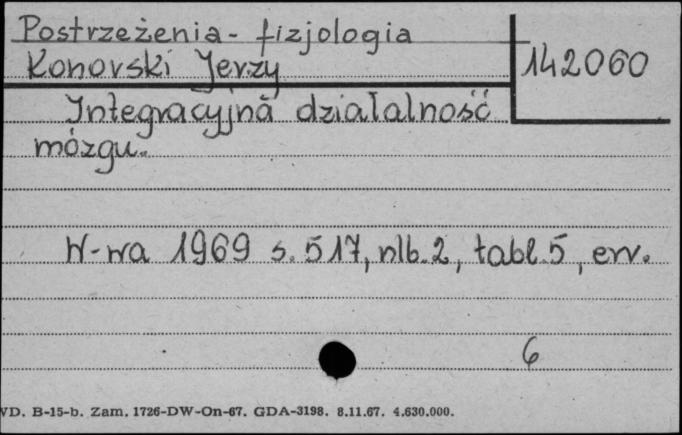 Postrzeżenia - fizjologia
Konorski Jerzy
142060
Integracyjna działalność
mózgu.
W-wa 1969 s. 517, nlb. 2, tabl. 5, err.
6
VD. B-15-b. Zam. 1726-DW-On-67. GDA-3198. 8.11.67. 4.630.000.